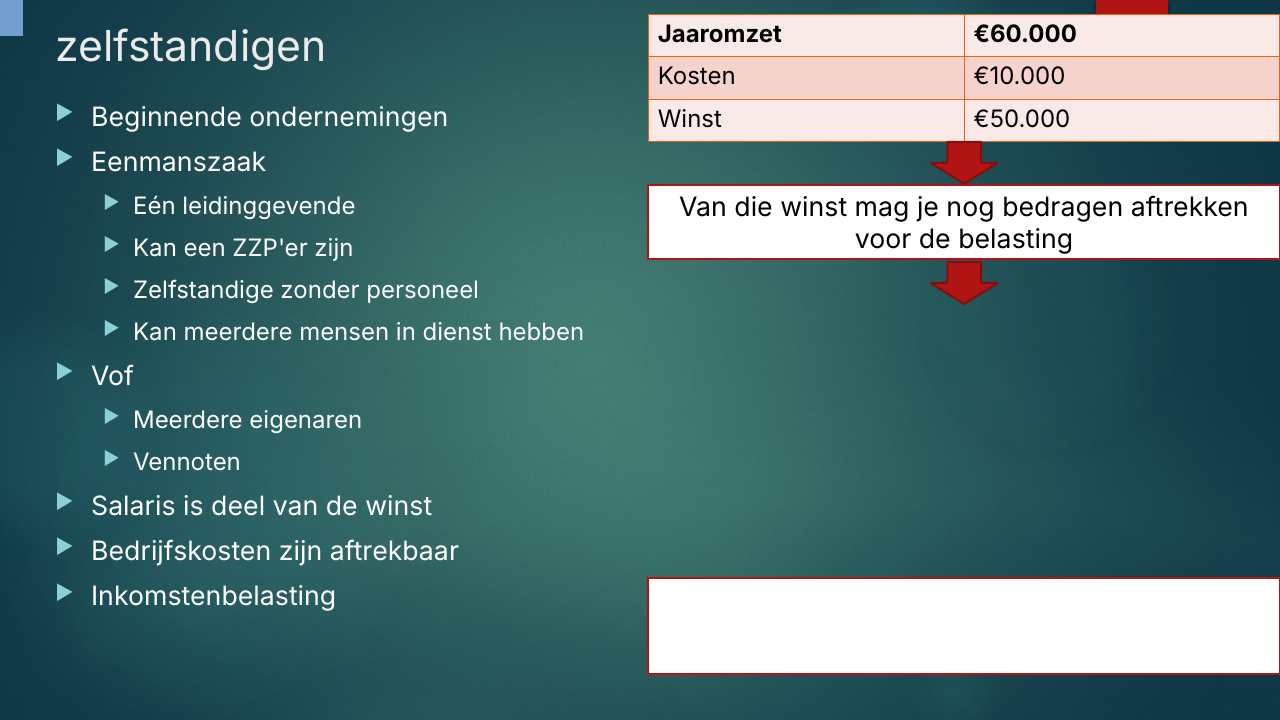 zelfstandigen
Beginnende ondernemingen
Eenmanszaak
Eén leidinggevende
Kan een ZZP'er zijn
Zelfstandige zonder personeel
Kan meerdere mensen in dienst hebben
Vof
Meerdere eigenaren
Vennoten
Salaris is deel van de winst
Bedrijfskosten zijn aftrekbaar
Inkomstenbelasting
Jaaromzet €60.000
Kosten €10.000
Winst €50.000
Van die winst mag je nog bedragen aftrekken
voor de belasting